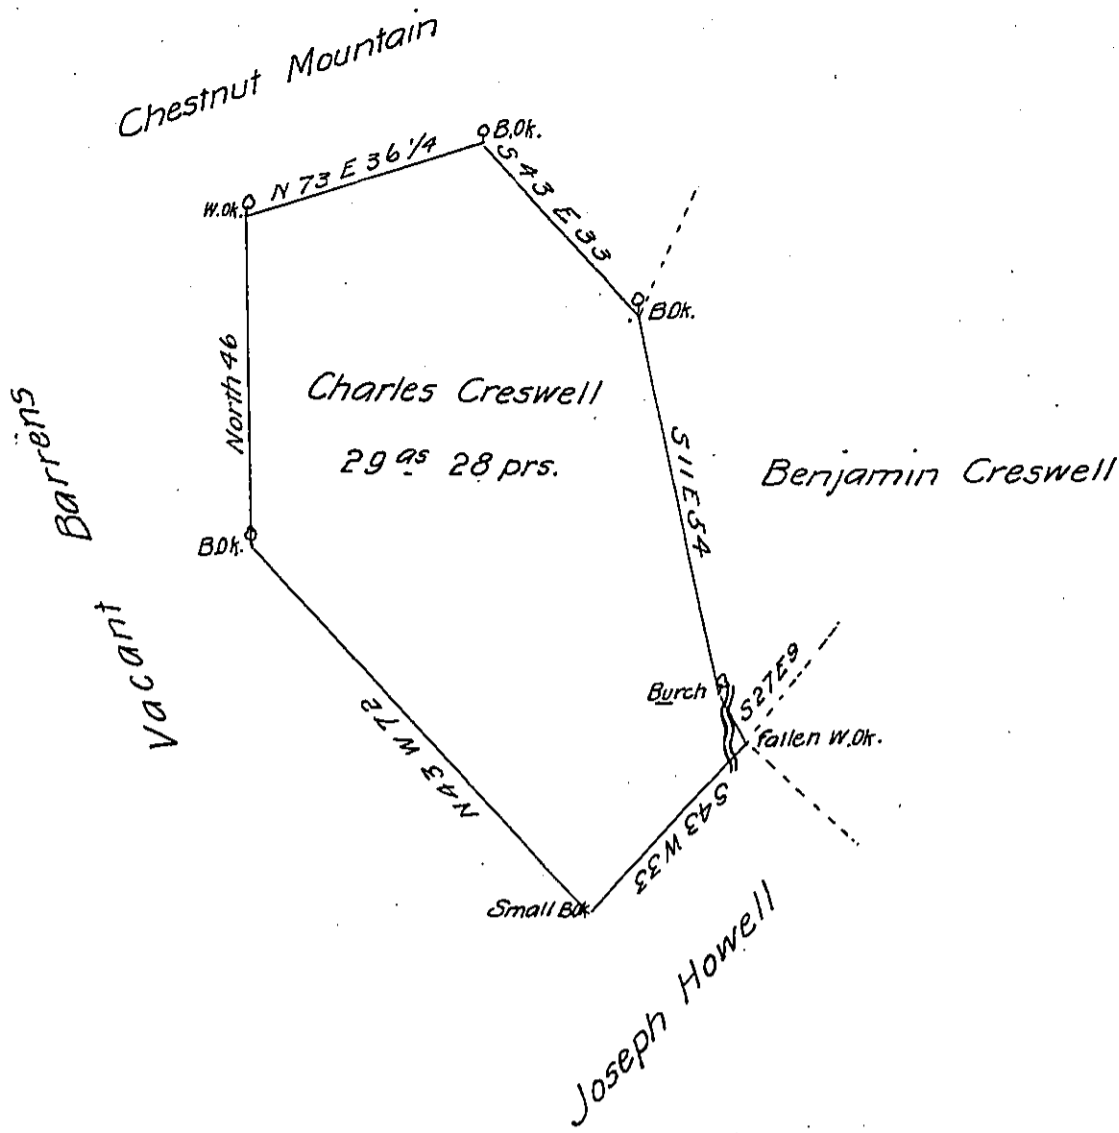 Chestnut Mountain
B.Ok.
N 73 E 36 1/4
S 43 E 33
W.Ok.
B.Ok.
North 46
Charles Creswell
29 as 28 prs.
S 11 E 54
Benjamin Creswell
Vacant Barrens
B.Ok.
Burch
S 27 E 9
fallen W.Ok.
N 43 W 72
S 43 W 33
Small B.Ok.
Joseph Howell